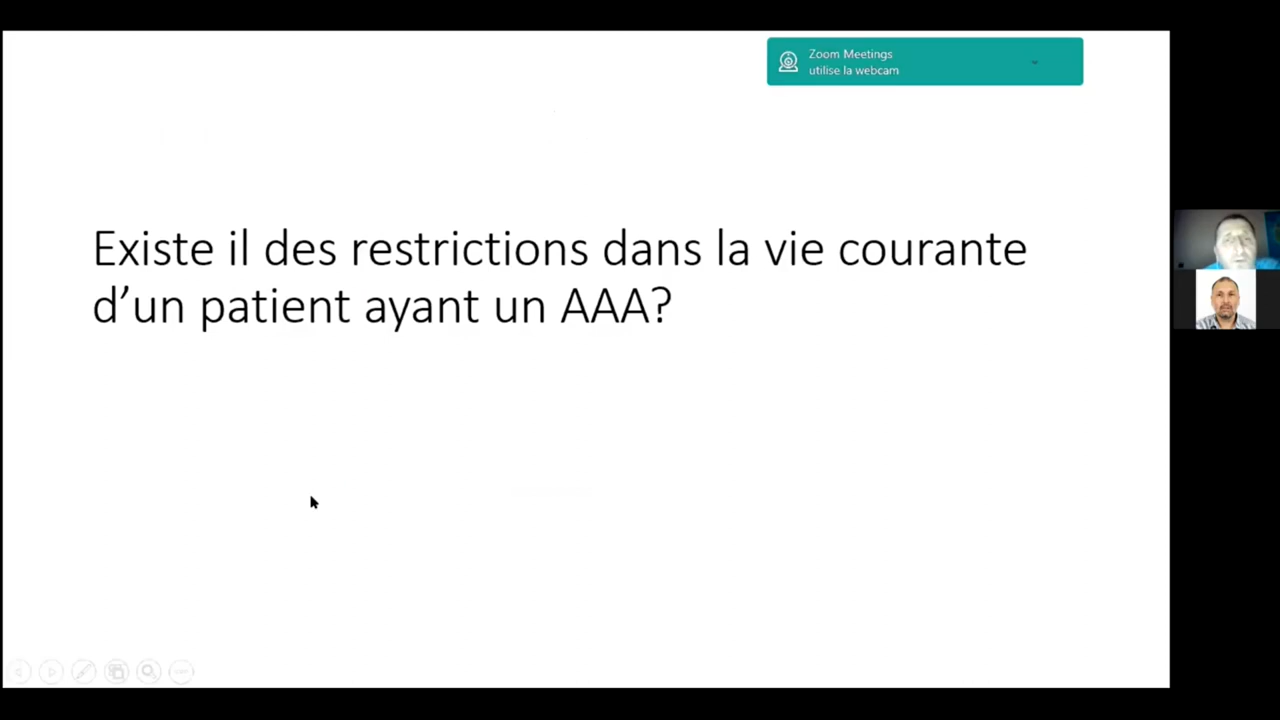 Zoom Meetings
utilise la webcam
Existe il des restrictions dans la vie courante
d’un patient ayant un AAA?